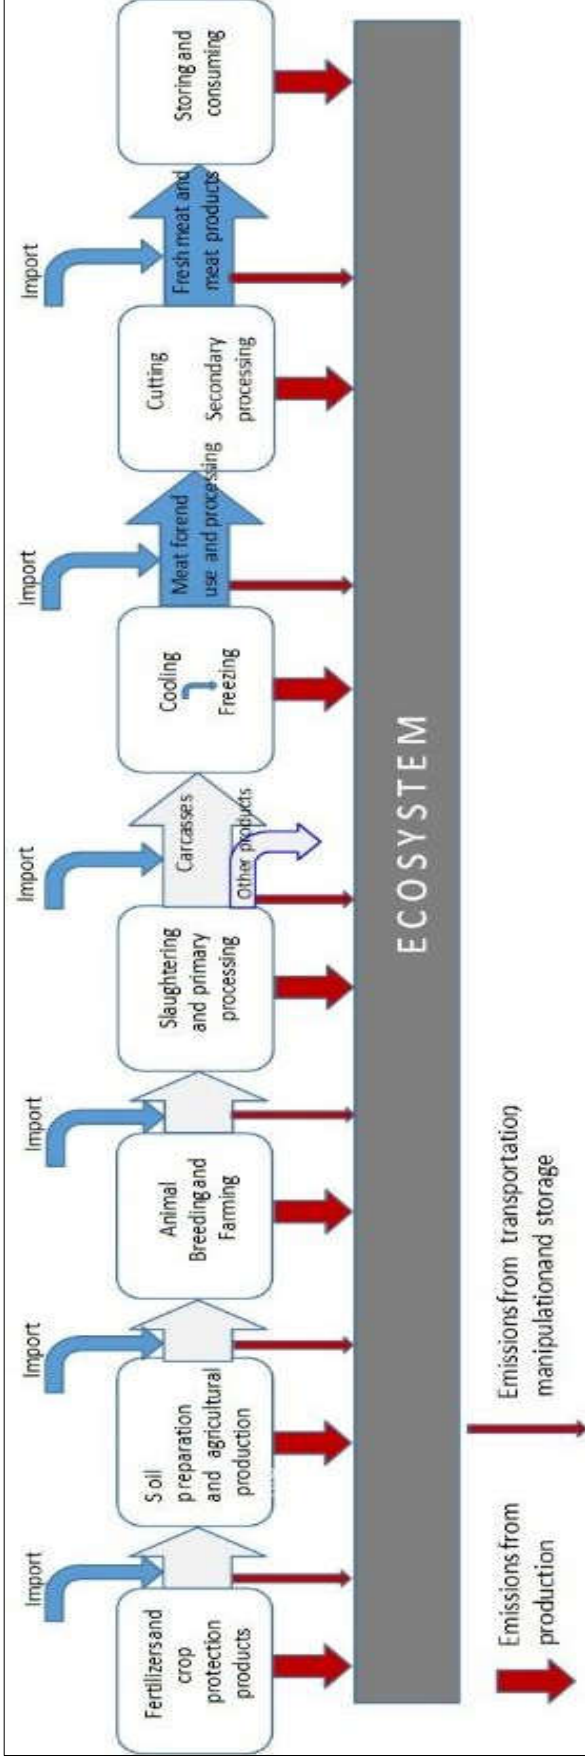 Import
Import
Import
Import
Import
Import
Fertilizersand
crop
protection
products
Soil
preparation
and agricultural
production
Animal
Breeding and
Farming
Slaughtering
and primary
processing
Carcasses
Other products
Cooling
Freezing
Meat forend
use and processing
Cutting
Secondary
processing
Fresh meat and
meat products
Storing and
consuming
ECOSYSTEM
Emissions from
production
Emissions from transportation,
manipulationand storage